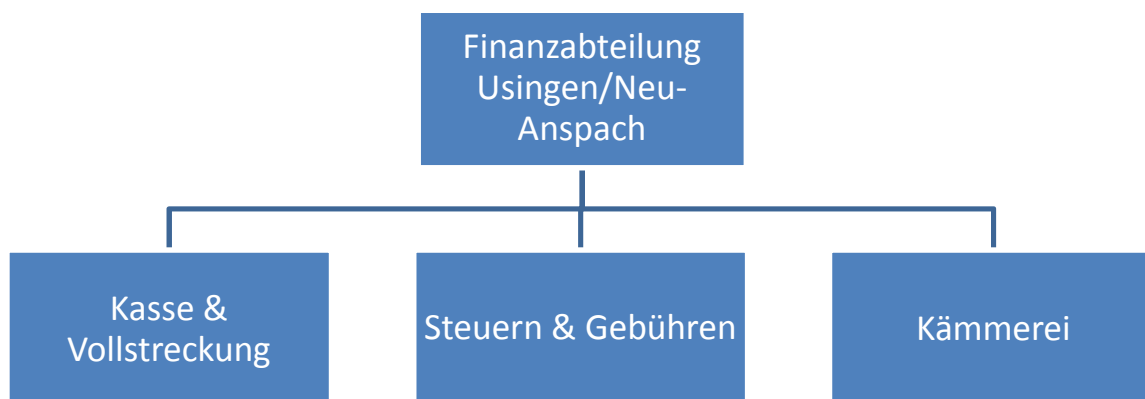 Finanzabteilung
Usingen/Neu-
Anspach
Kasse &
Vollstreckung
Steuern & Gebühren
Kämmerei